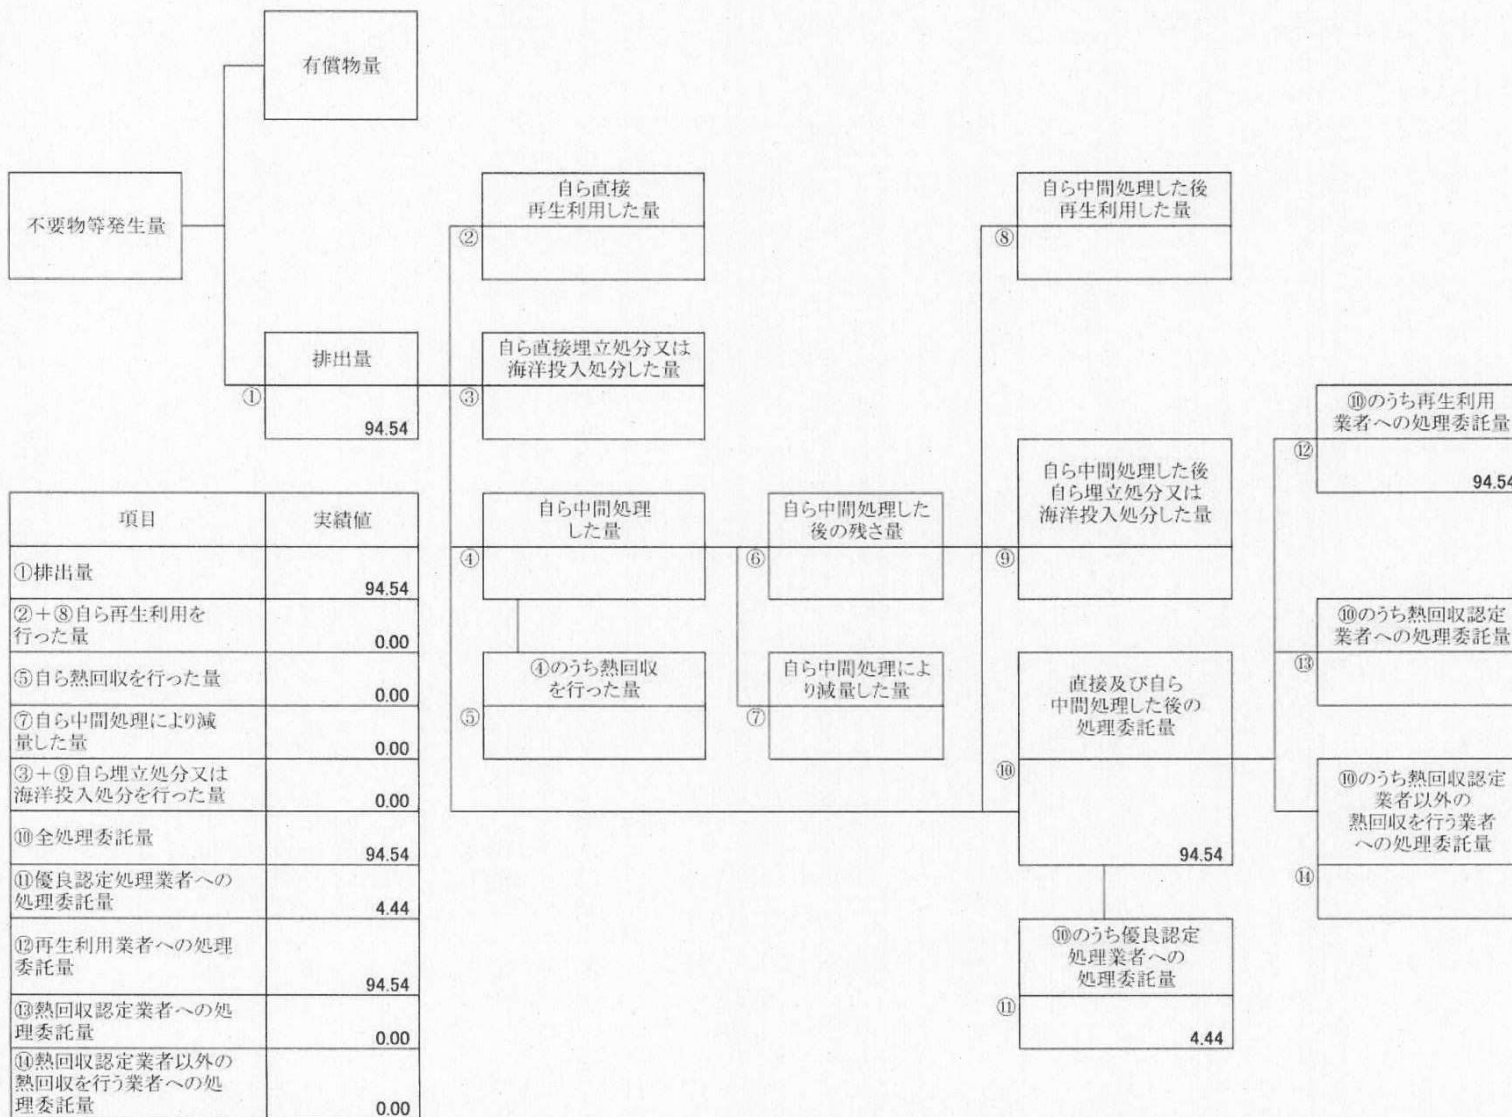 有償物量
不要物等発生量
自ら直接
再生利用した量
②
自ら中間処理した後
再生利用した量
⑧
排出量
①
94.54
自ら直接埋立処分又は
海洋投入処分した量
③
⑩のうち再生利用
業者への処理委託量
⑫
94.54
自ら中間処理
した量
④
自ら中間処理した
後の残さ量
⑥
自ら中間処理した後
自ら埋立処分又は
海洋投入処分した量
⑨
⑩のうち熱回収認定
業者への処理委託量
⑬
④のうち熱回収
を行った量
⑤
自ら中間処理によ
り減量した量
⑦
直接及び自ら
中間処理した後の
処理委託量
⑩
94.54
⑩のうち熱回収認定
業者以外の
熱回収を行う業者
への処理委託量
⑭
⑩のうち優良認定
処理業者への
処理委託量
⑪
4.44
項目 実績値
①排出量
94.54
②+⑧自ら再生利用を
行った量
0.00
⑤自ら熱回収を行った量
0.00
⑦自ら中間処理により減
量した量
0.00
③+⑨自ら埋立処分又は
海洋投入処分を行った量
0.00
⑩全処理委託量
94.54
⑪優良認定処理業者への
処理委託量
4.44
⑫再生利用業者への処理
委託量
94.54
⑬熱回収認定業者への処
理委託量
0.00
⑭熱回収認定業者以外の
熱回収を行う業者への処
理委託量
0.00